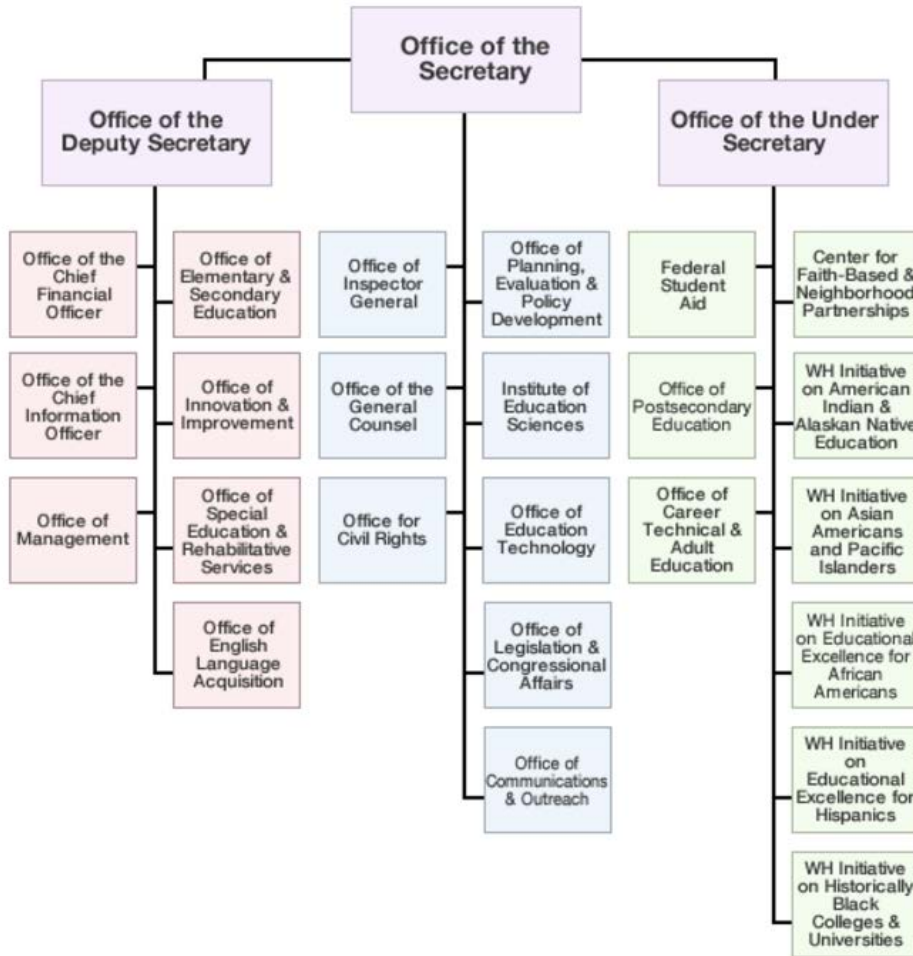 Office of the
Secretary
Office of the
Deputy Secretary
Office of the Under
Secretary
Office of the
Chief
Financial
Officer
Office of
Elementary &
Secondary
Education
Office of
Inspector
General
Office of
Planning,
Evaluation &
Policy
Development
Federal
Student
Aid
Center for
Faith-Based &
Neighborhood
Partnerships
Office of the
Chief
Information
Officer
Office of
Innovation &
Improvement
Office of the
General
Counsel
Institute of
Education
Sciences
Office of
Postsecondary
Education
WH Initiative
on American
Indian &
Alaskan Native
Education
Office of
Management
Office of
Special
Education &
Rehabilitative
Services
Office for
Civil Rights
Office of
Education
Technology
Office of
Career
Technical &
Adult
Education
WH Initiative
on Asian
Americans
and Pacific
Islanders
Office of
English
Language
Acquisition
Office of
Legislation &
Congressional
Affairs
WH Initiative
on Educational
Excellence for
African
Americans
Office of
Communications
& Outreach
WH Initiative
on
Educational
Excellence for
Hispanics
WH Initiative
on Historically
Black
Colleges &
Universities